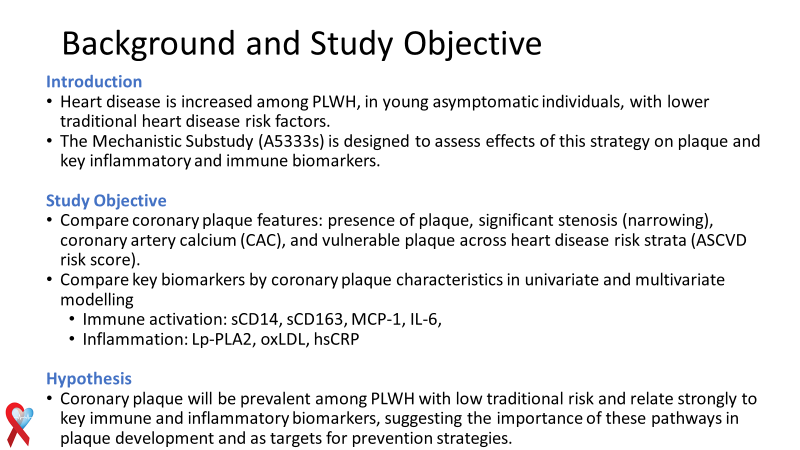 Background and Study Objective
Introduction
• Heart disease is increased among PLWH, in young asymptomatic individuals, with lower
traditional heart disease risk factors.
• The Mechanistic Substudy (A5333s) is designed to assess effects of this strategy on plaque and
key inflammatory and immune biomarkers.
Study Objective
• Compare coronary plaque features: presence of plaque, significant stenosis (narrowing),
coronary artery calcium (CAC), and vulnerable plaque across heart disease risk strata (ASCVD
risk score).
• Compare key biomarkers by coronary plaque characteristics in univariate and multivariate
modelling
• Immune activation: sCD14, sCD163, MCP-1, IL-6,
• Inflammation: Lp-PLA2, oxLDL, hsCRP
Hypothesis
• Coronary plaque will be prevalent among PLWH with low traditional risk and relate strongly to
key immune and inflammatory biomarkers, suggesting the importance of these pathways in
plaque development and as targets for prevention strategies.